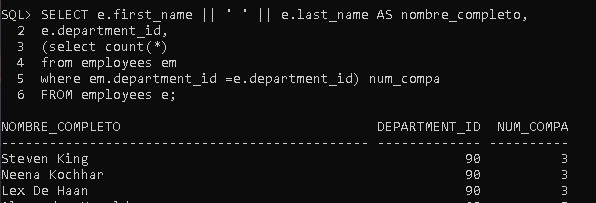 SQL> SELECT e.first_name || ' ' || e.last_name AS nombre_completo,
2 e.department_id,
3 (select count(*)
4 from employees em
5 where em.department_id =e.department_id) num_compa
6 FROM employees e;
NOMBRE_COMPLETO DEPARTMENT_ID NUM_COMPA
---------------------------------------------- ------------- ----------
Steven King 90 3
Neena Kochhar 90 3
Lex De Haan 90 3